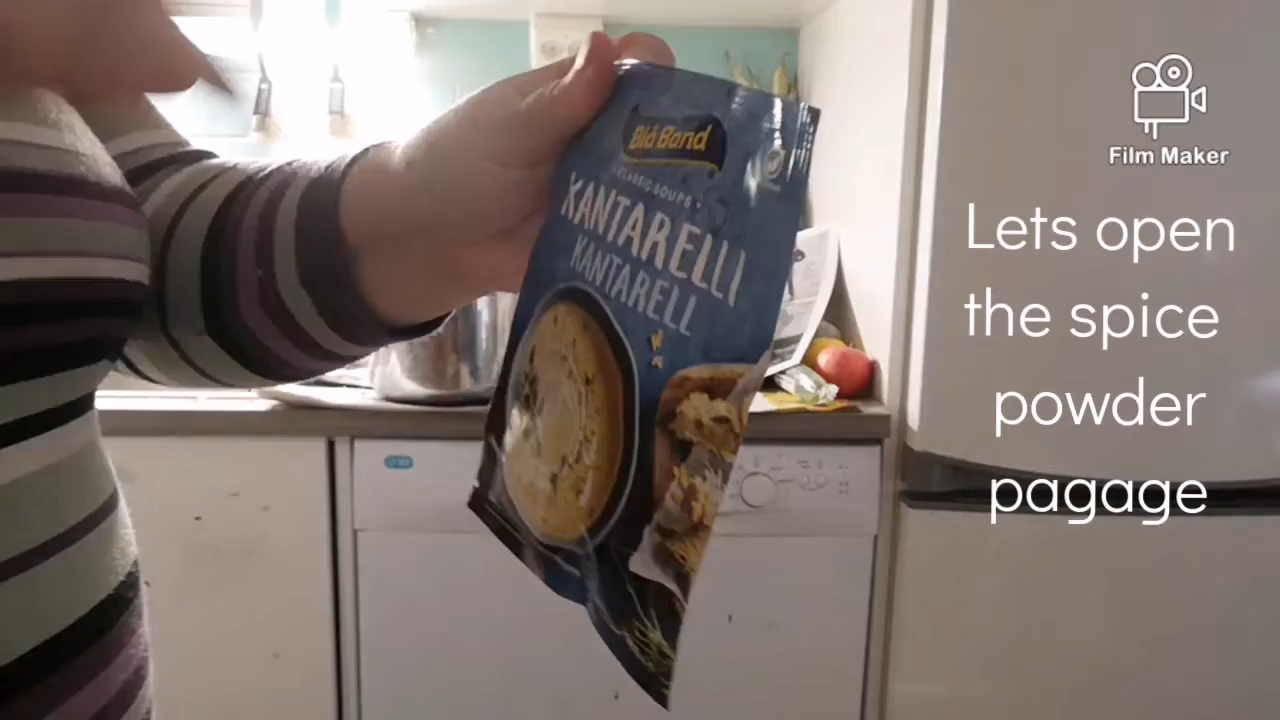 Blå Band
CLASSIC SOUPS
KANTARELLI
KANTARELL
Film Maker
Lets open
the spice
powder
pagage